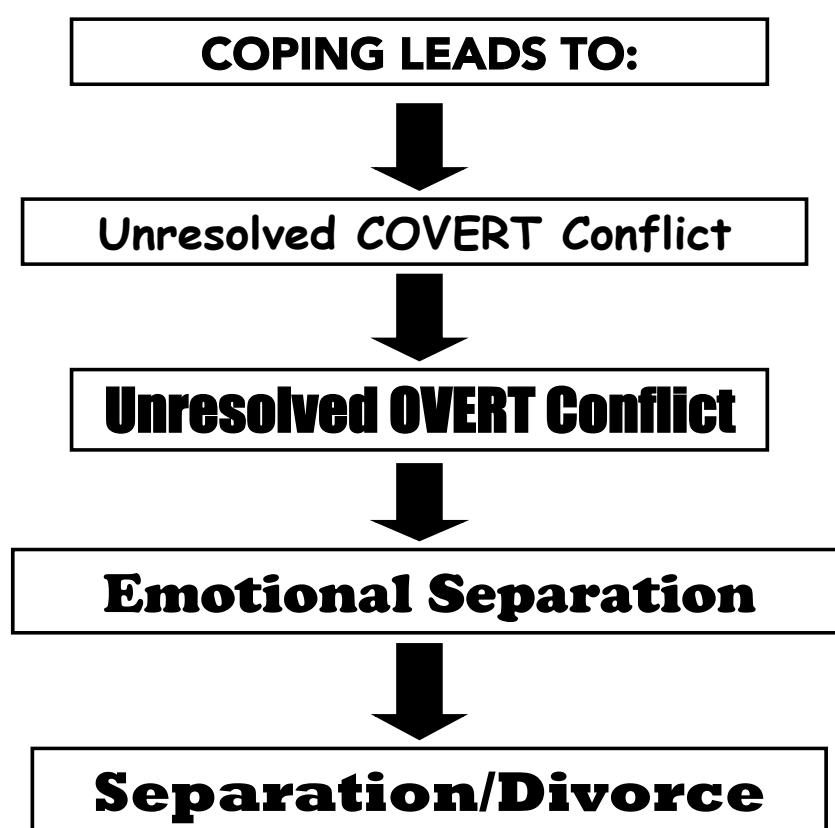 COPING LEADS TO:
Unresolved COVERT Conflict
Unresolved OVERT Conflict
Emotional Separation
Separation/Divorce